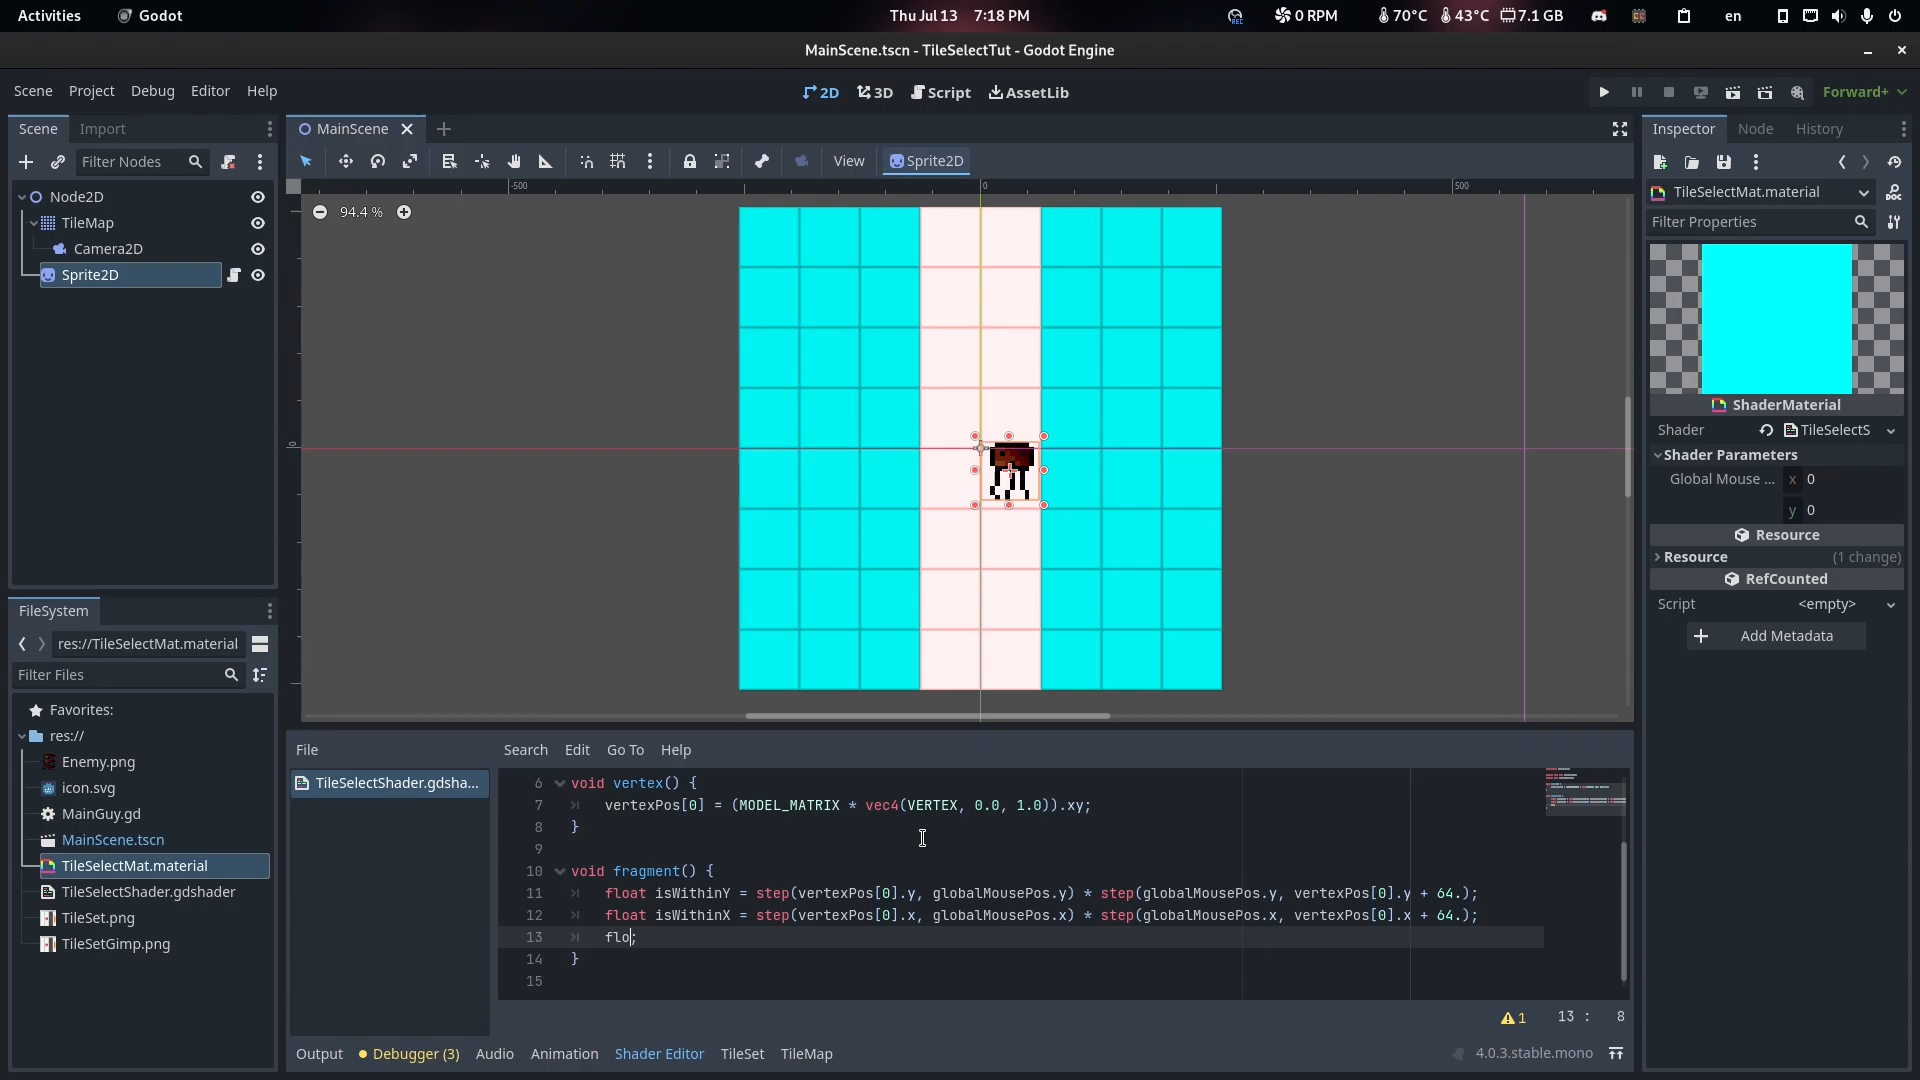 Activities Godot Thu Jul 13 7:18 PM 0 RPM 70°C 43°C 7.1 GB en
MainScene.tscn - TileSelectTut - Godot Engine
Scene Project Debug Editor Help 2D 3D Script AssetLib Forward+
Scene Import
Filter Nodes
Node2D
TileMap
Camera2D
Sprite2D
FileSystem
res://TileSelectMat.material
Filter Files
Favorites:
res://
Enemy.png
icon.svg
MainGuy.gd
MainScene.tscn
TileSelectMat.material
TileSelectShader.gdshader
TileSet.png
TileSetGimp.png
MainScene
View Sprite2D
-500 0 500
94.4 %
0
File Search Edit Go To Help
TileSelectShader.gdsha...
6 void vertex() {
7 vertexPos[0] = (MODEL_MATRIX * vec4(VERTEX, 0.0, 1.0)).xy;
8 }
9
10 void fragment() {
11 float isWithinY = step(vertexPos[0].y, globalMousePos.y) * step(globalMousePos.y, vertexPos[0].y + 64.);
12 float isWithinX = step(vertexPos[0].x, globalMousePos.x) * step(globalMousePos.x, vertexPos[0].x + 64.);
13 flo;
14 }
15
1 13 : 8
Output Debugger (3) Audio Animation Shader Editor TileSet TileMap 4.0.3.stable.mono
Inspector Node History
TileSelectMat.material
DOC
Filter Properties
ShaderMaterial
Shader TileSelectS
Shader Parameters
Global Mouse ... x 0
y 0
Resource
Resource (1 change)
RefCounted
Script <empty>
Add Metadata